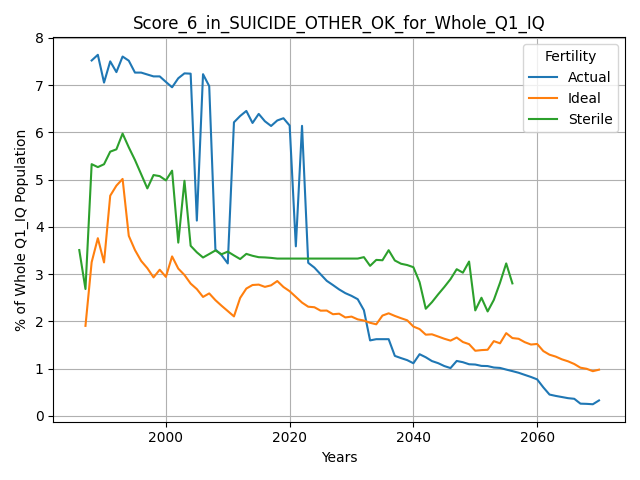 Score_6_in_SUICIDE_OTHER_OK_for_Whole_Q1_IQ
% of Whole Q1_IQ Population
8
7
6
5
4
3
2
1
0
Fertility
Actual
Ideal
Sterile
2000 2020 2040 2060
Years